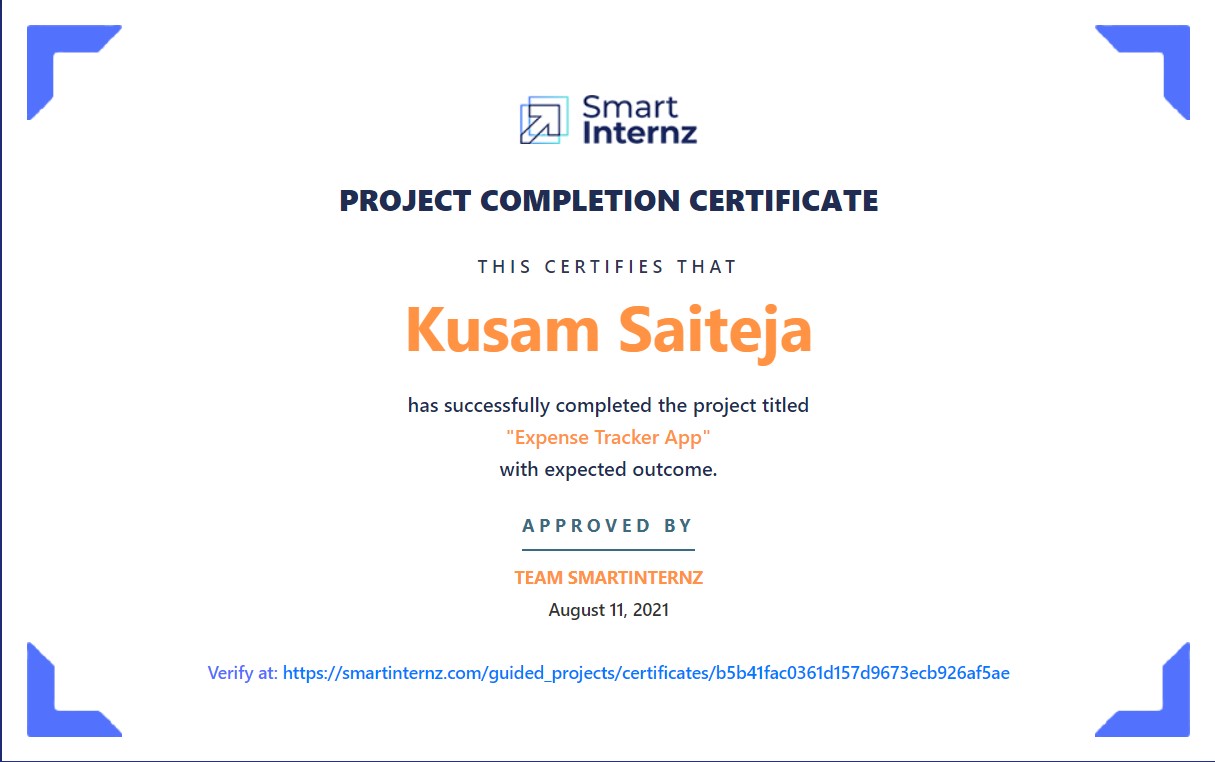 Smart
Internz
PROJECT COMPLETION CERTIFICATE
THIS CERTIFIES THAT
Kusam Saiteja
has successfully completed the project titled
"Expense Tracker App"
with expected outcome.
APPROVED BY
TEAM SMARTINTERNZ
August 11, 2021
Verify at: https://smartinternz.com/guided_projects/certificates/b5b41fac0361d157d9673ecb926af5ae